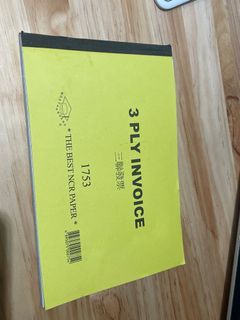 3 PLY INVOICE
三聯發票
1753
* THE BEST NCR PAPER *